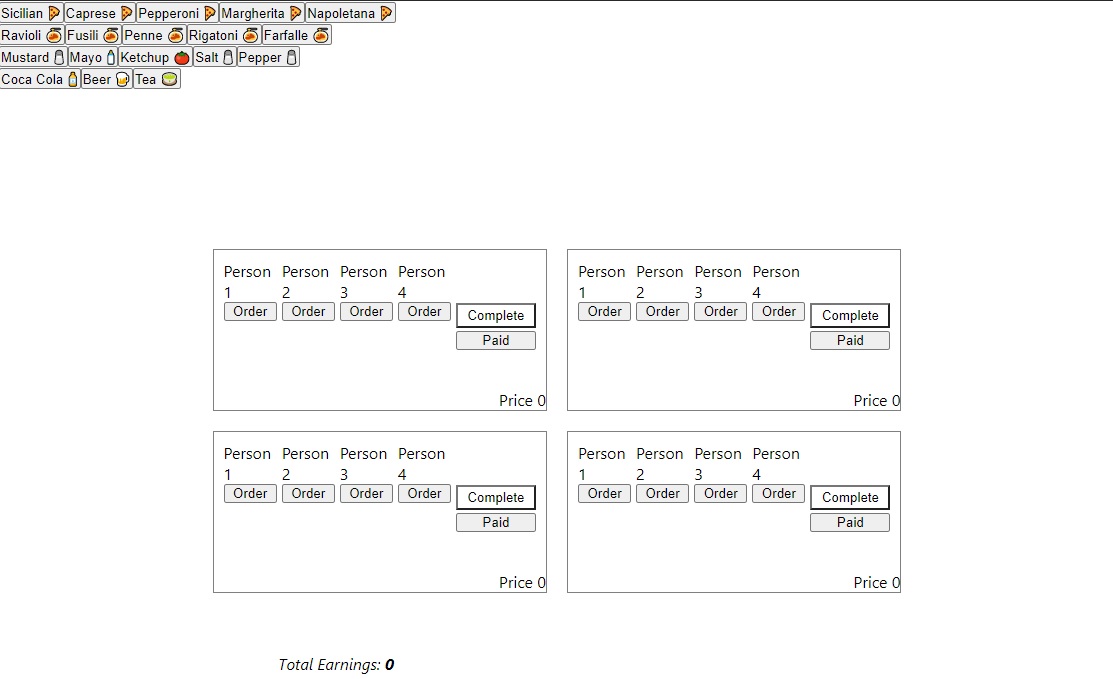 Sicilian 🍕 Caprese 🍕 Pepperoni 🍕 Margherita 🍕 Napoletana 🍕
Ravioli 🍝 Fusili 🍝 Penne 🍝 Rigatoni 🍝 Farfalle 🍝
Mustard 🧂 Mayo 🍼 Ketchup 🍅 Salt 🧂 Pepper 🧂
Coca Cola 🍾 Beer 🍺 Tea 🍵
Person 1 Person 2 Person 3 Person 4
Order Order Order Order
Complete
Paid
Price 0
Person 1 Person 2 Person 3 Person 4
Order Order Order Order
Complete
Paid
Price 0
Person 1 Person 2 Person 3 Person 4
Order Order Order Order
Complete
Paid
Price 0
Person 1 Person 2 Person 3 Person 4
Order Order Order Order
Complete
Paid
Price 0
Total Earnings: 0